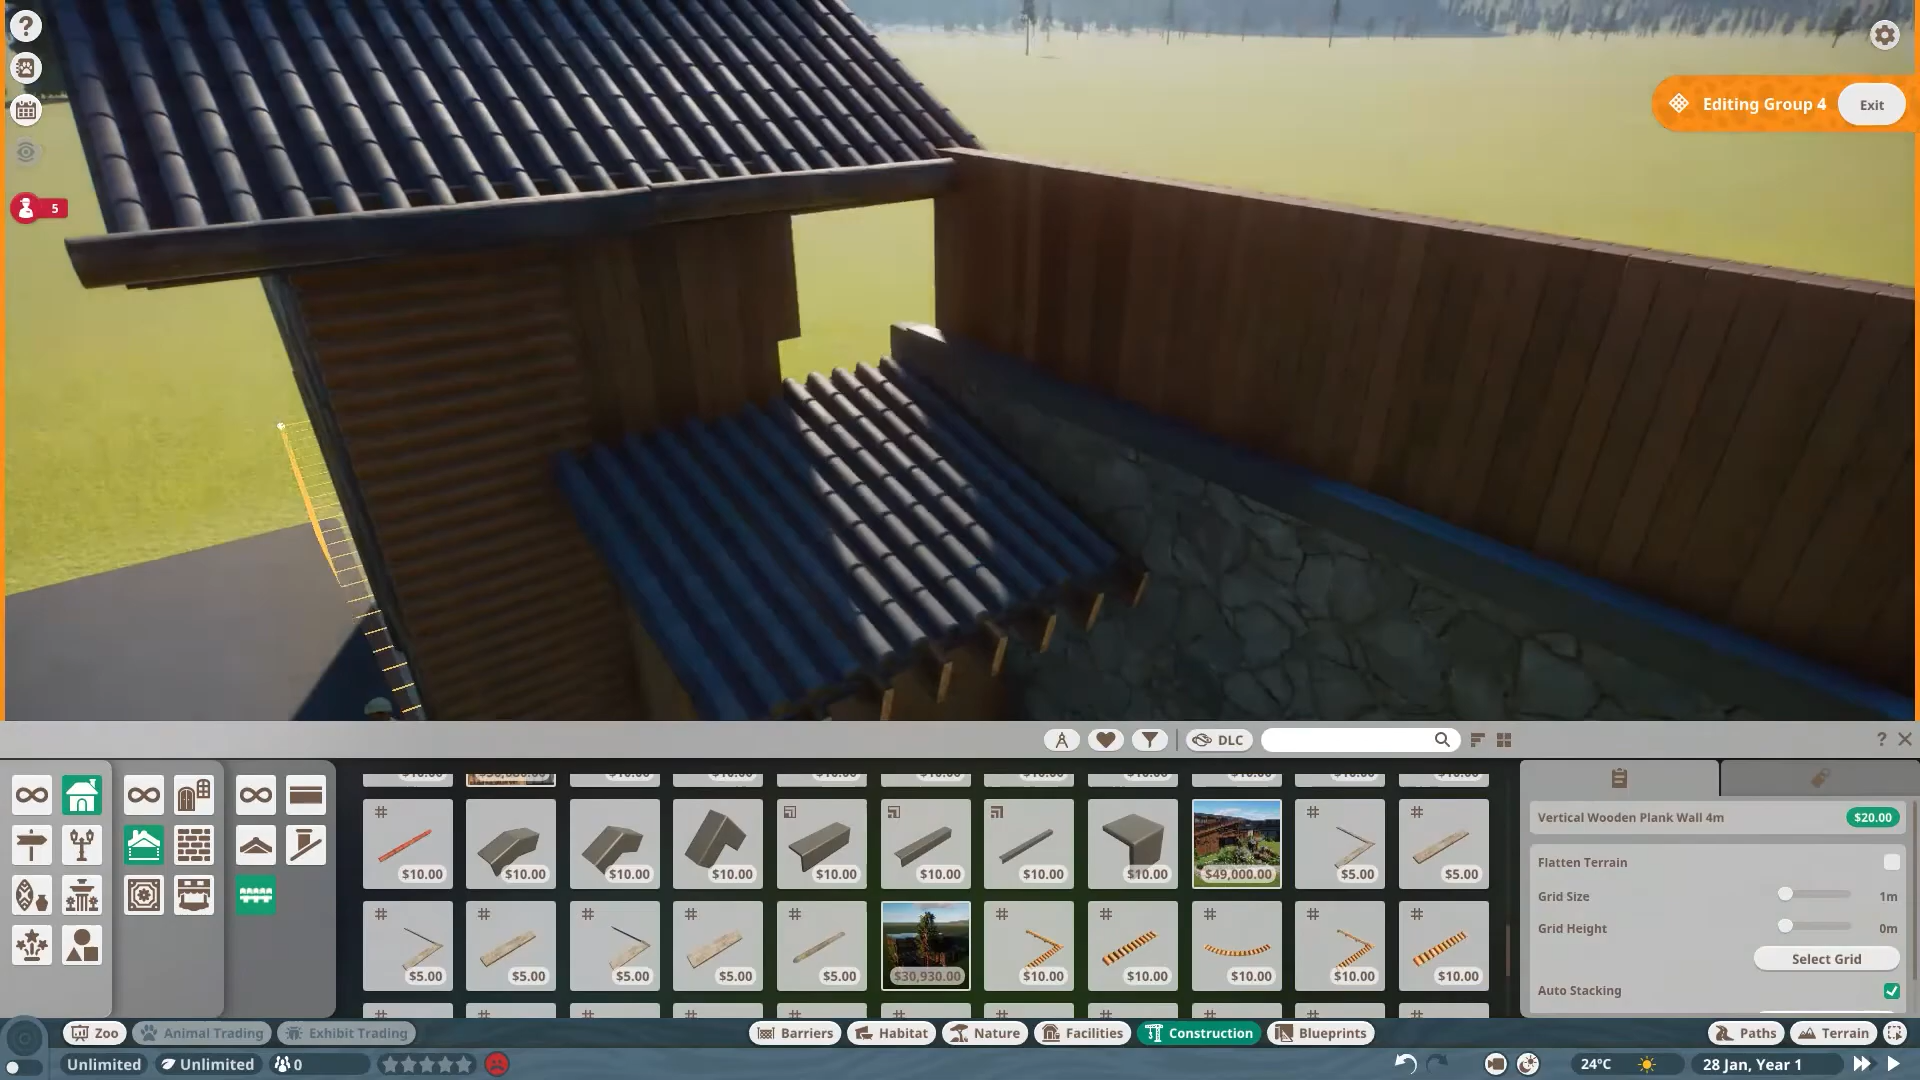 ?
Editing Group 4
Exit
5
DLC
?
$10.00
$10.00
$10.00
$10.00
$10.00
$10.00
$10.00
$10.00
$49,000.00
$5.00
$5.00
$5.00
$5.00
$5.00
$5.00
$5.00
$30,930.00
$10.00
$10.00
$10.00
$10.00
$10.00
Vertical Wooden Plank Wall 4m
$20.00
Flatten Terrain
Grid Size
1m
Grid Height
0m
Select Grid
Auto Stacking
Zoo
Animal Trading
Exhibit Trading
Barriers
Habitat
Nature
Facilities
Construction
Blueprints
Paths
Terrain
Unlimited
Unlimited
0
24°C
28 Jan, Year 1